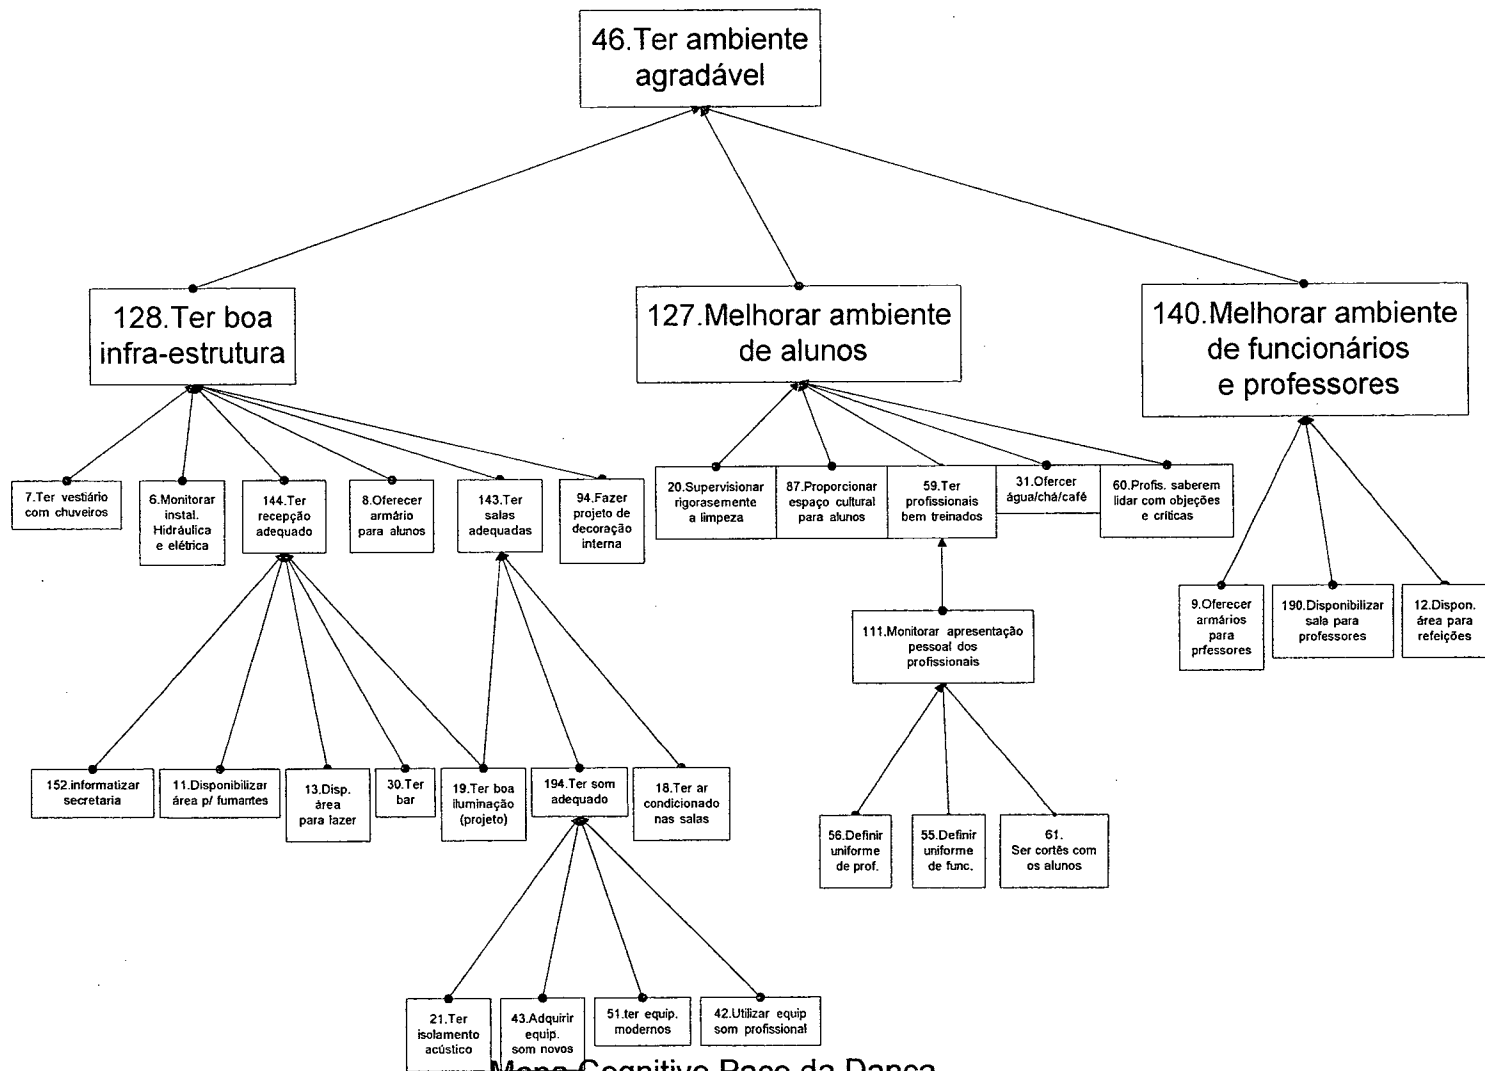 46.Ter ambiente
agradável
128.Ter boa
infra-estrutura
127.Melhorar ambiente
de alunos
140.Melhorar ambiente
de funcionários
e professores
7.Ter vestiário
com chuveiros
6.Monitorar
instal.
Hidráulica
e elétrica
144.Ter
recepção
adequado
8.Oferecer
armário
para alunos
143.Ter
salas
adequadas
94.Fazer
projeto de
decoração
interna
20.Supervisionar
rigorasemente
a limpeza
87.Proporcionar
espaço cultural
para alunos
59.Ter
profissionais
bem treinados
31.Ofercer
água/chá/café
60.Profis. saberem
lidar com objeções
e críticas
111.Monitorar apresentação
pessoal dos
profissionais
9.Oferecer
armários
para
prfessores
190.Disponibilizar
sala para
professores
12.Dispon.
área para
refeições
152.informatizar
secretaria
11.Disponibilizar
área p/ fumantes
13.Disp.
área
para lazer
30.Ter
bar
19.Ter boa
iluminação
(projeto)
194.Ter som
adequado
18.Ter ar
condicionado
nas salas
56.Definir
uniforme
de prof.
55.Definir
uniforme
de func.
61.
Ser cortês com
os alunos
21.Ter
isolamento
acústico
43.Adquirir
equip.
som novos
51.ter equip.
modernos
42.Utilizar equip
som profissional
Mapa Cognitivo Paço da Dança